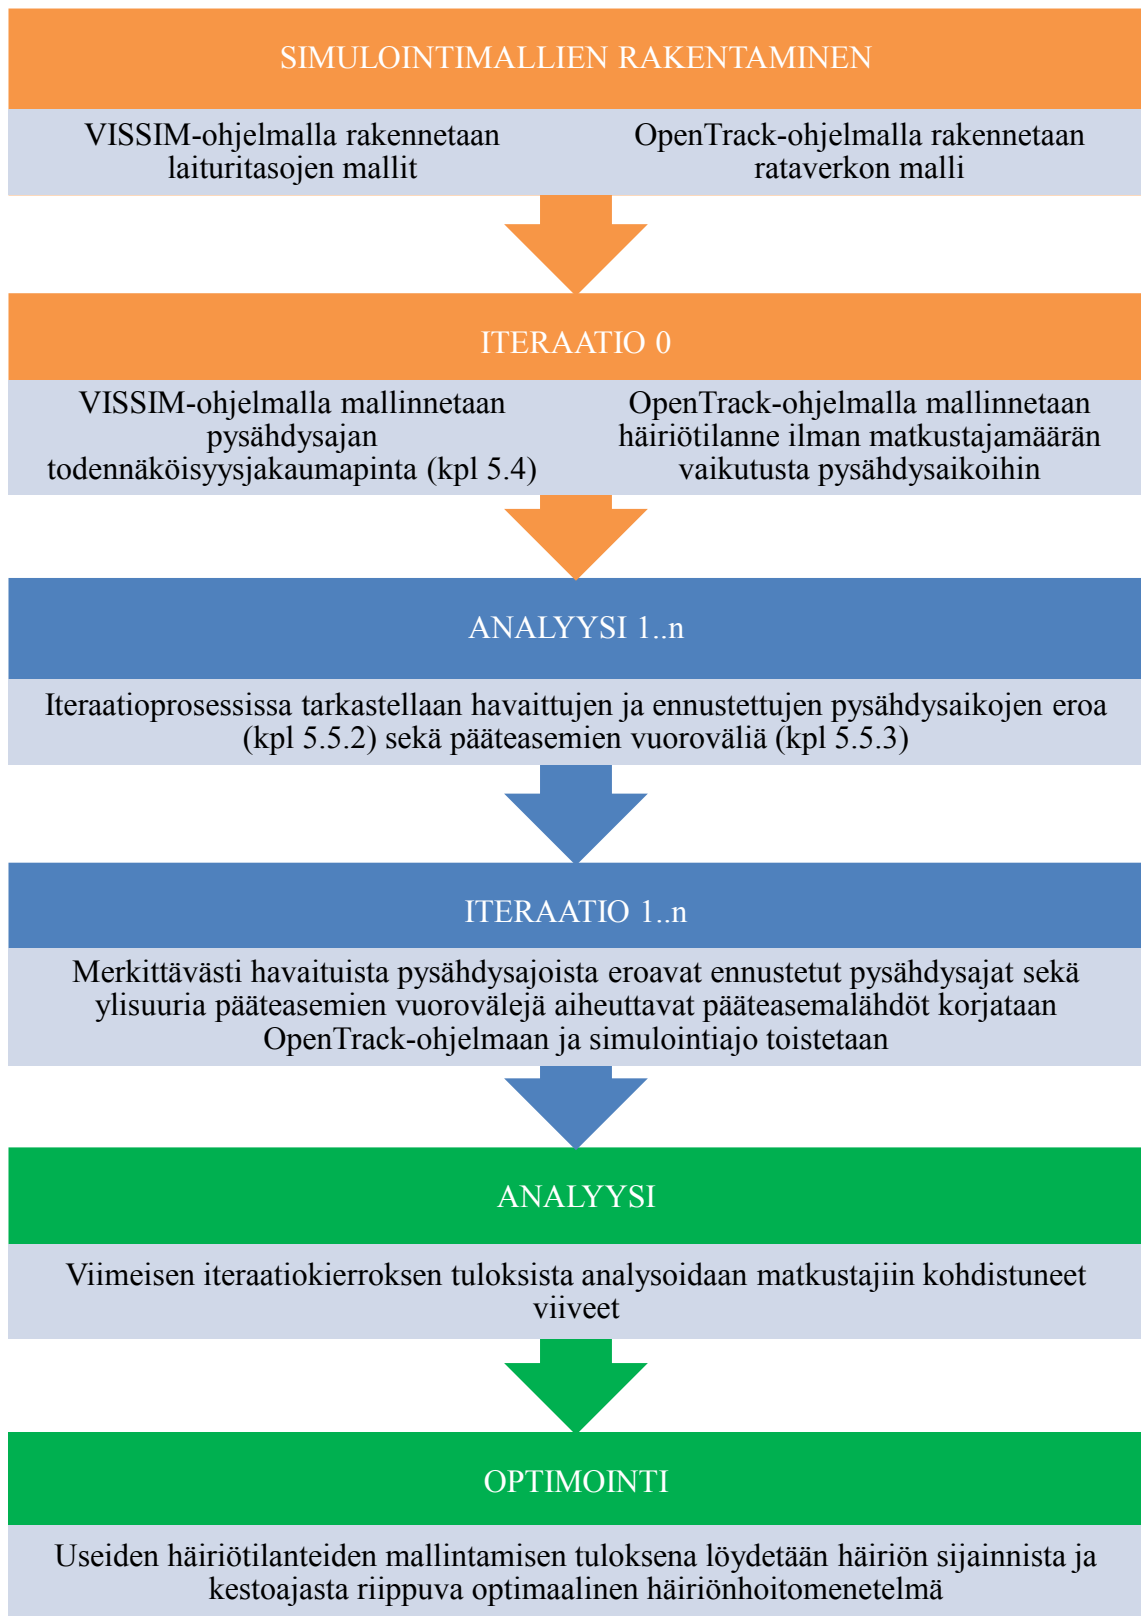 SIMULOINTIMALLIEN RAKENTAMINEN
VISSIM-ohjelmalla rakennetaan
laituritasojen mallit
OpenTrack-ohjelmalla rakennetaan
rataverkon malli
ITERAATIO 0
VISSIM-ohjelmalla mallinnetaan
pysähdysajan
todennäköisyysjakaumapinta (kpl 5.4)
OpenTrack-ohjelmalla mallinnetaan
häiriötilanne ilman matkustajamäärän
vaikutusta pysähdysaikoihin
ANALYYSI 1..n
Iteraatioprosessissa tarkastellaan havaittujen ja ennustettujen pysähdysaikojen eroa
(kpl 5.5.2) sekä pääteasemien vuoroväliä (kpl 5.5.3)
ITERAATIO 1..n
Merkittävästi havaituista pysähdysajoista eroavat ennustetut pysähdysajat sekä
ylisuuria pääteasemien vuorovälejä aiheuttavat pääteasemalähdöt korjataan
OpenTrack-ohjelmaan ja simulointiajo toistetaan
ANALYYSI
Viimeisen iteraatiokierroksen tuloksista analysoidaan matkustajiin kohdistuneet
viiveet
OPTIMOINTI
Useiden häiriötilanteiden mallintamisen tuloksena löydetään häiriön sijainnista ja
kestoajasta riippuva optimaalinen häiriönhoitomenetelmä